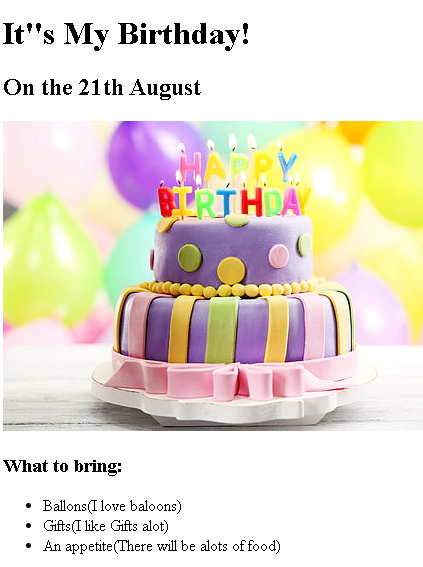 It"s My Birthday!
On the 21th August
HAPPY
BIRTHDAY
What to bring:
Ballons(I love baloons)
Gifts(I like Gifts alot)
An appetite(There will be alots of food)